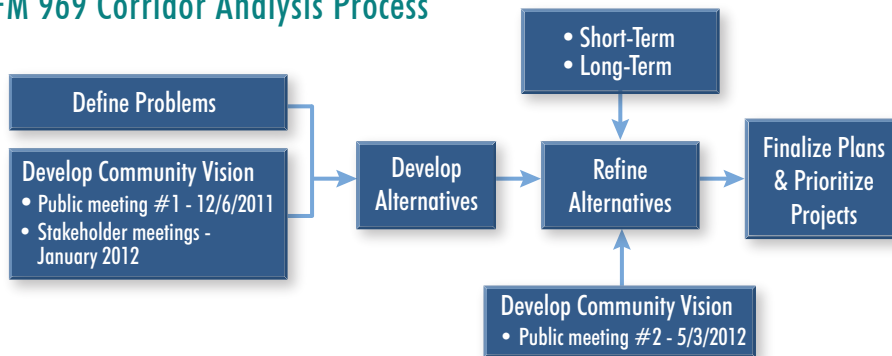 FM 969 Corridor Analysis Process
• Short-Term
• Long-Term
Define Problems
Develop Community Vision
• Public meeting #1 - 12/6/2011
• Stakeholder meetings -
January 2012
Develop
Alternatives
Refine
Alternatives
Finalize Plans
& Prioritize
Projects
Develop Community Vision
• Public meeting #2 - 5/3/2012